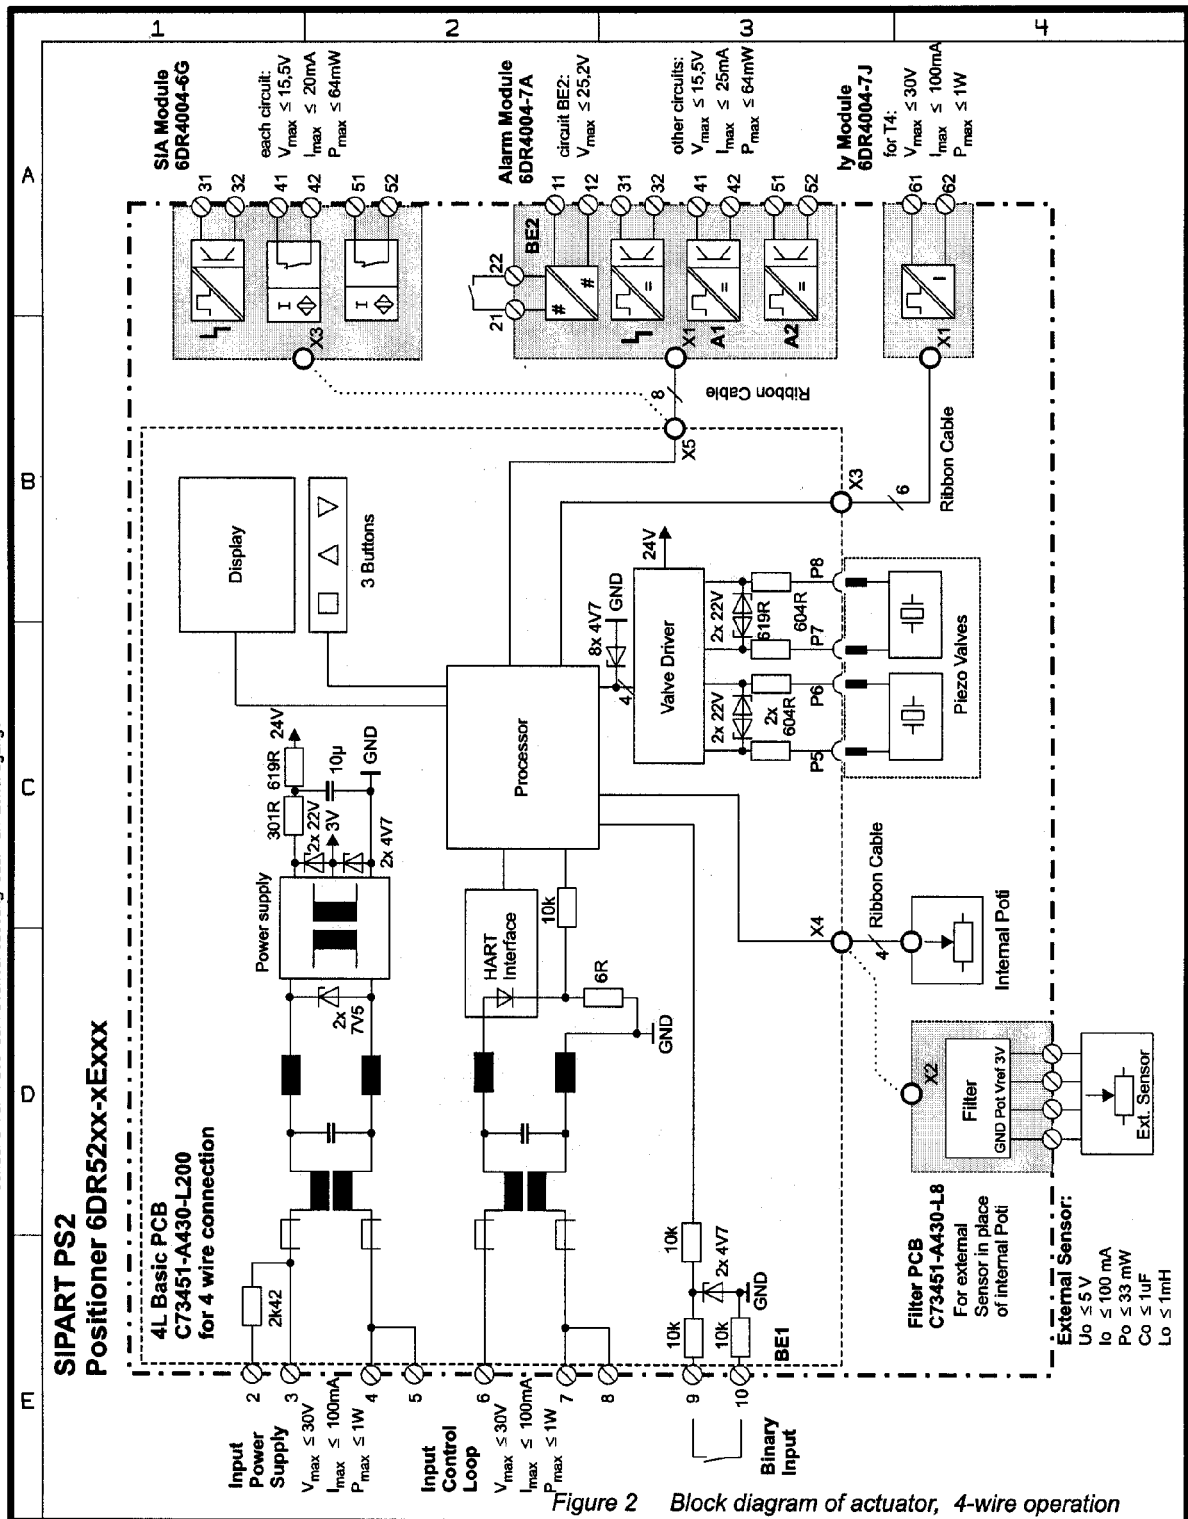 1
2
3
4
A
B
C
D
E
SIPART PS2
Positioner 6DR52xx-xExxx
4L Basic PCB
C73451-A430-L200
for 4 wire connection
Input
Power
Supply
Vmax ≤ 30V
Imax ≤ 100mA
Pmax ≤ 1W
2
3
4
5
2k42
2x
7V5
Power supply
301R
619R
24V
2x 22V
3V
10µ
2x 4V7
GND
Display
3 Buttons
Input
Control
Loop
Vmax ≤ 30V
Imax ≤ 100mA
Pmax ≤ 1W
6
7
8
HART
Interface
10k
6R
GND
Processor
Binary
Input
9
10
BE1
10k
10k
10k
2x 4V7
GND
8x 4V7
GND
4
Valve Driver
24V
2x 22V
2x 22V
2x
604R
619R
604R
P5
P6
P7
P8
Piezo Valves
X5
8
Ribbon Cable
X3
6
Ribbon Cable
X4
4
Ribbon Cable
Internal Poti
SIA Module
6DR4004-6G
each circuit:
Vmax ≤ 15,5V
Imax ≤ 20mA
Pmax ≤ 64mW
31
32
41
42
51
52
I
I
X3
Alarm Module
6DR4004-7A
circuit BE2:
Vmax ≤ 25,2V
other circuits:
Vmax ≤ 15,5V
Imax ≤ 25mA
Pmax ≤ 64mW
BE2
21
22
11
12
31
32
41
42
51
52
#
#
=
=
=
A1
A2
X1
Iy Module
6DR4004-7J
for T4:
Vmax ≤ 30V
Imax ≤ 100mA
Pmax ≤ 1W
61
62
I
X1
Filter PCB
C73451-A430-L8
For external
Sensor in place
of internal Poti
X2
Filter
GND Pot Vref 3V
Ext. Sensor
External Sensor:
Uo ≤ 5 V
Io ≤ 100 mA
Po ≤ 33 mW
Co ≤ 1uF
Lo ≤ 1mH
Figure 2 Block diagram of actuator, 4-wire operation